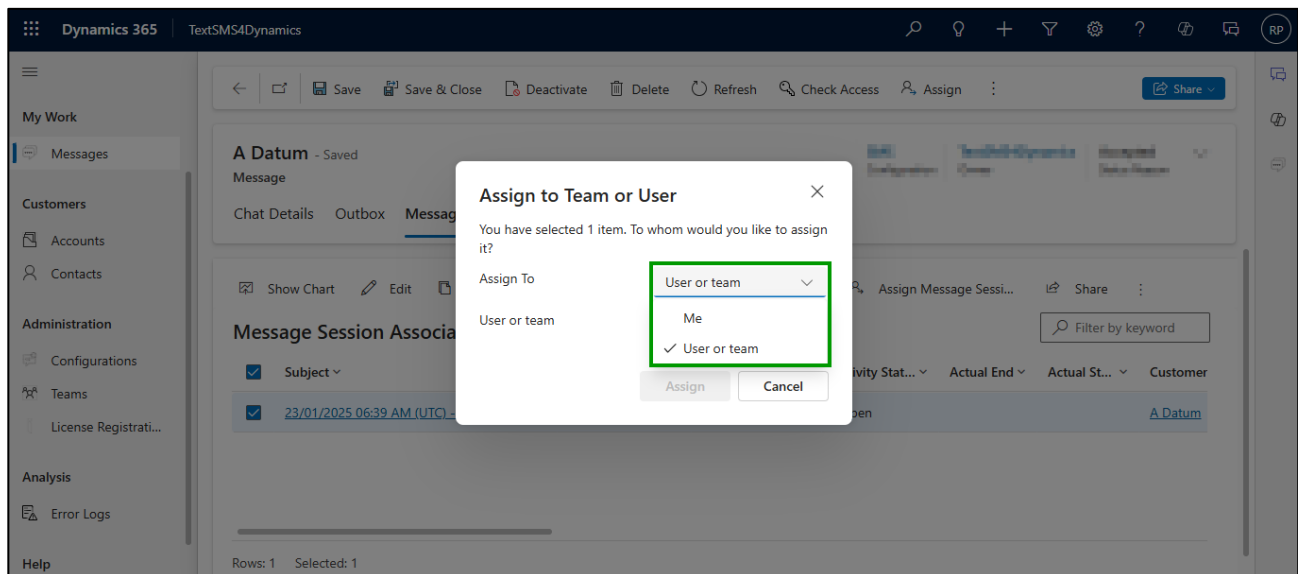 Dynamics 365
TextSMS4Dynamics
RP
Save
Save & Close
Deactivate
Delete
Refresh
Check Access
Assign
Share
My Work
Messages
Customers
Accounts
Contacts
Administration
Configurations
Teams
License Registrati...
Analysis
Error Logs
Help
A Datum - Saved
Message
Chat Details
Outbox
Messag
Show Chart
Edit
Assign Message Sessi...
Share
Message Session Associa
Filter by keyword
Subject
ivity Stat...
Actual End
Actual St...
Customer
23/01/2025 06:39 AM (UTC) -
pen
A Datum
Rows: 1 Selected: 1
Assign to Team or User
You have selected 1 item. To whom would you like to assign
it?
Assign To
User or team
Me
User or team
User or team
Assign
Cancel